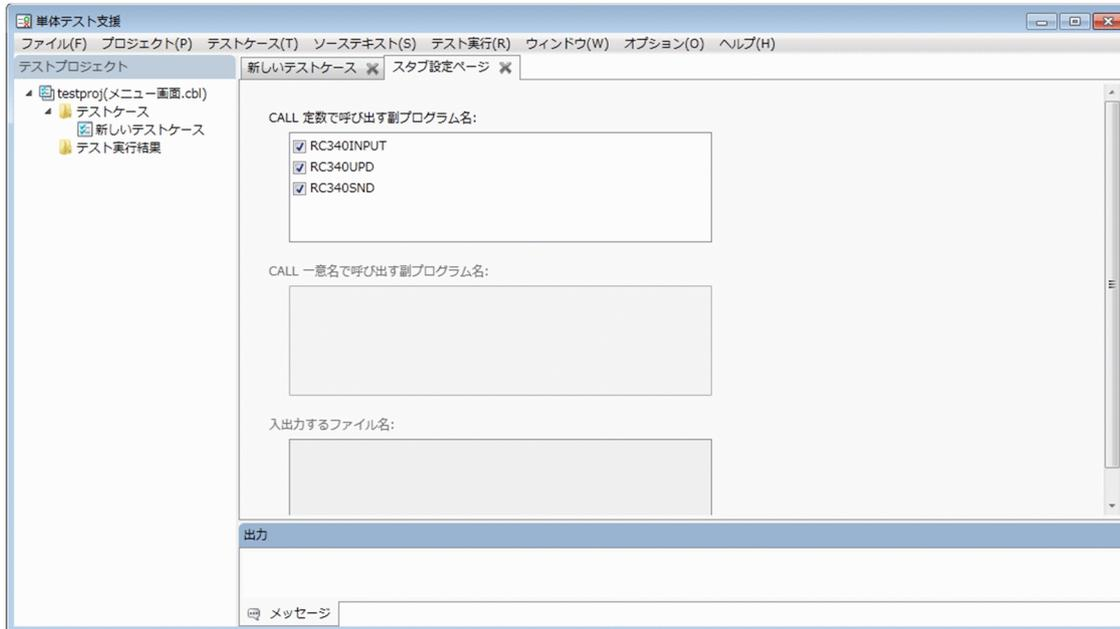 単体テスト支援
ファイル(F) プロジェクト(P) テストケース(T) ソーステキスト(S) テスト実行(R) ウィンドウ(W) オプション(O) ヘルプ(H)
テストプロジェクト
新しいテストケース スタブ設定ページ
testproj(メニュー画面.cbl)
テストケース
新しいテストケース
テスト実行結果
CALL 定数で呼び出す副プログラム名:
RC340INPUT
RC340UPD
RC340SND
CALL 一意名で呼び出す副プログラム名:
入出力するファイル名:
出力
メッセージ